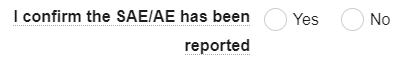 I confirm the SAE/AE has been Yes No
reported